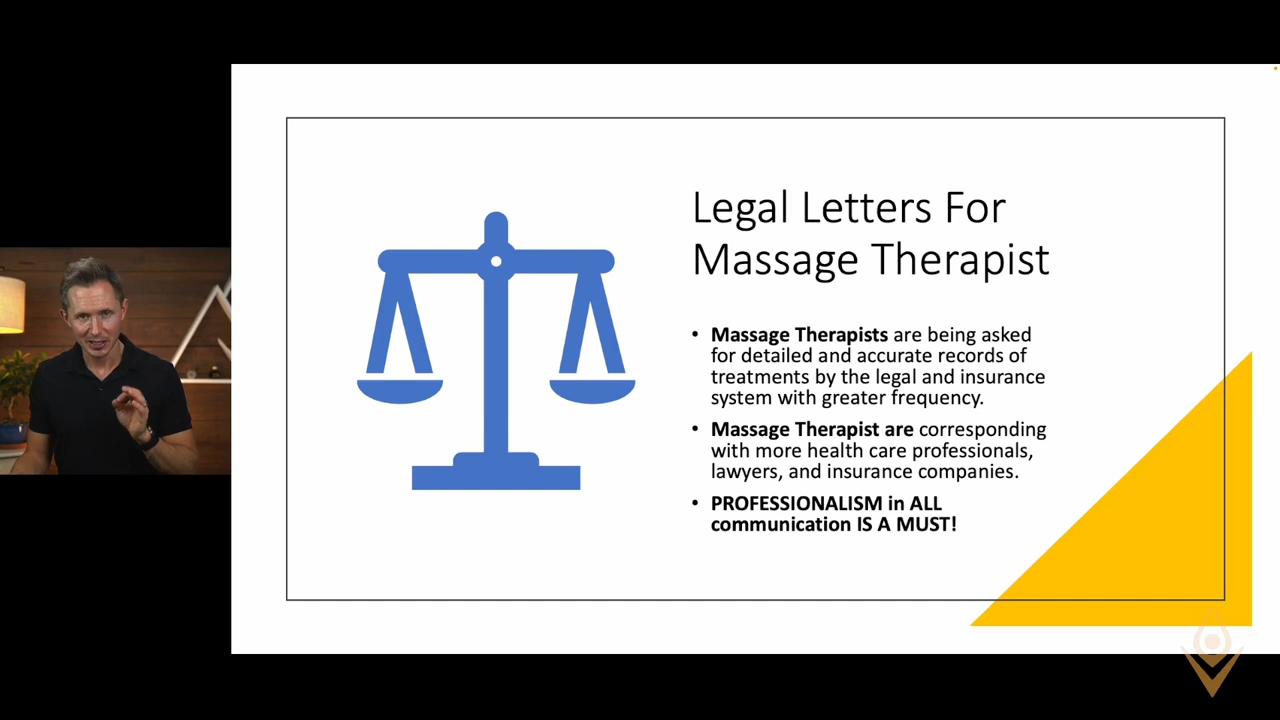 Legal Letters For
Massage Therapist
• Massage Therapists are being asked
for detailed and accurate records of
treatments by the legal and insurance
system with greater frequency.
• Massage Therapist are corresponding
with more health care professionals,
lawyers, and insurance companies.
• PROFESSIONALISM in ALL
communication IS A MUST!